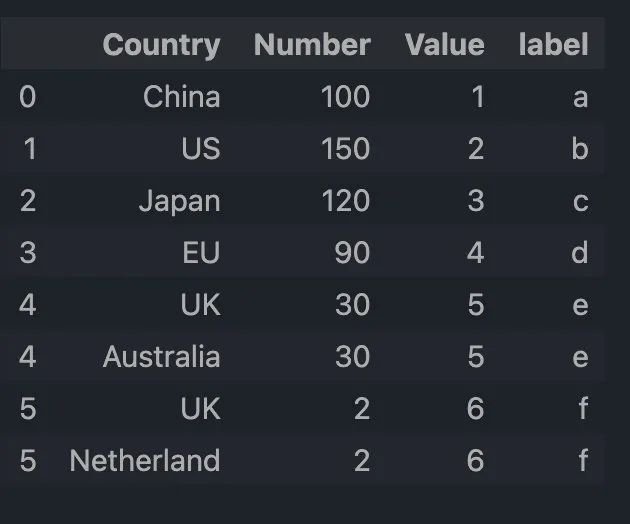 Country Number Value label
0 China 100 1 a
1 US 150 2 b
2 Japan 120 3 c
3 EU 90 4 d
4 UK 30 5 e
4 Australia 30 5 e
5 UK 2 6 f
5 Netherland 2 6 f